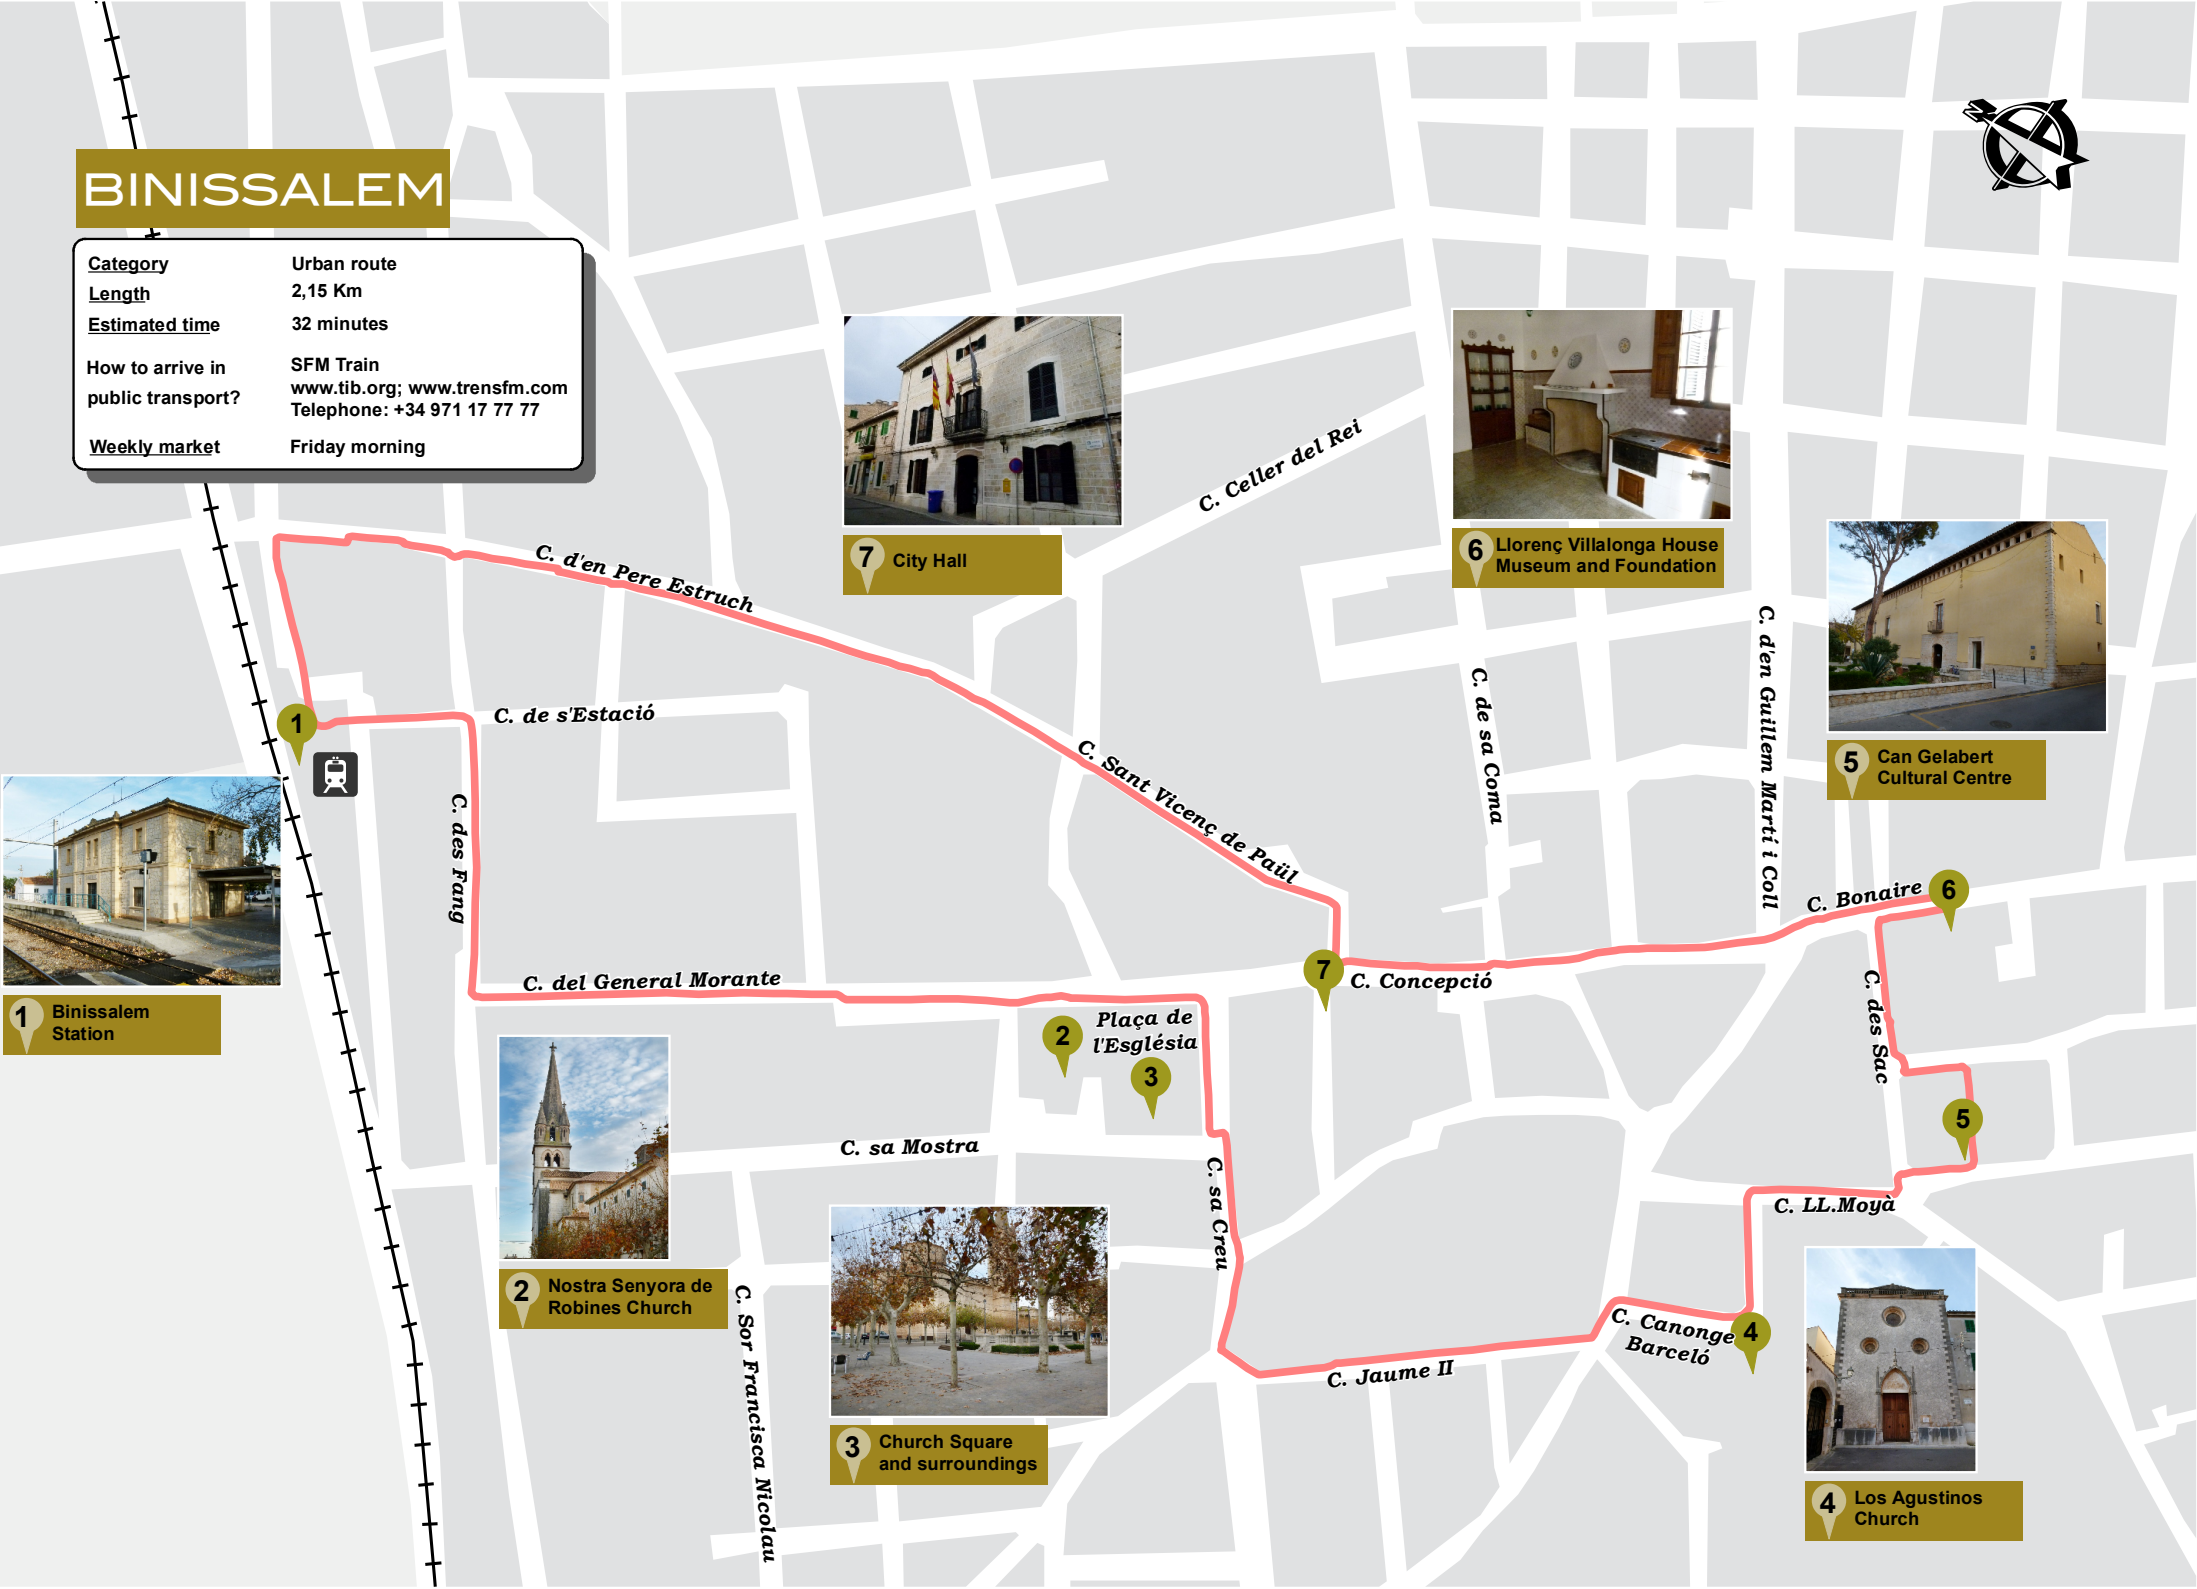 N
BINISSALEM
Category Urban route
Length 2,15 Km
Estimated time 32 minutes
How to arrive in public transport?
SFM Train
www.tib.org; www.trensfm.com
Telephone: +34 971 17 77 77
Weekly market Friday morning
C. Celler del Rei
7 City Hall
6 Llorenç Villalonga House
Museum and Foundation
C. d'en Pere Estruch
C. de s'Estació
C. des Fang
C. Sant Vicenç de Paül
C. de sa Coma
C. d'en Guillem Martí i Coll
5 Can Gelabert
Cultural Centre
1
C. Bonaire
6
C. del General Morante
7
C. Concepció
C. des Sac
1 Binissalem
Station
2
Plaça de
l'Església
3
5
C. sa Mostra
C. sa Creu
C. LL.Moyà
2 Nostra Senyora de
Robines Church
C. Sor Francisca Nicolau
C. Canonge
Barceló
4
C. Jaume II
3 Church Square
and surroundings
4 Los Agustinos
Church